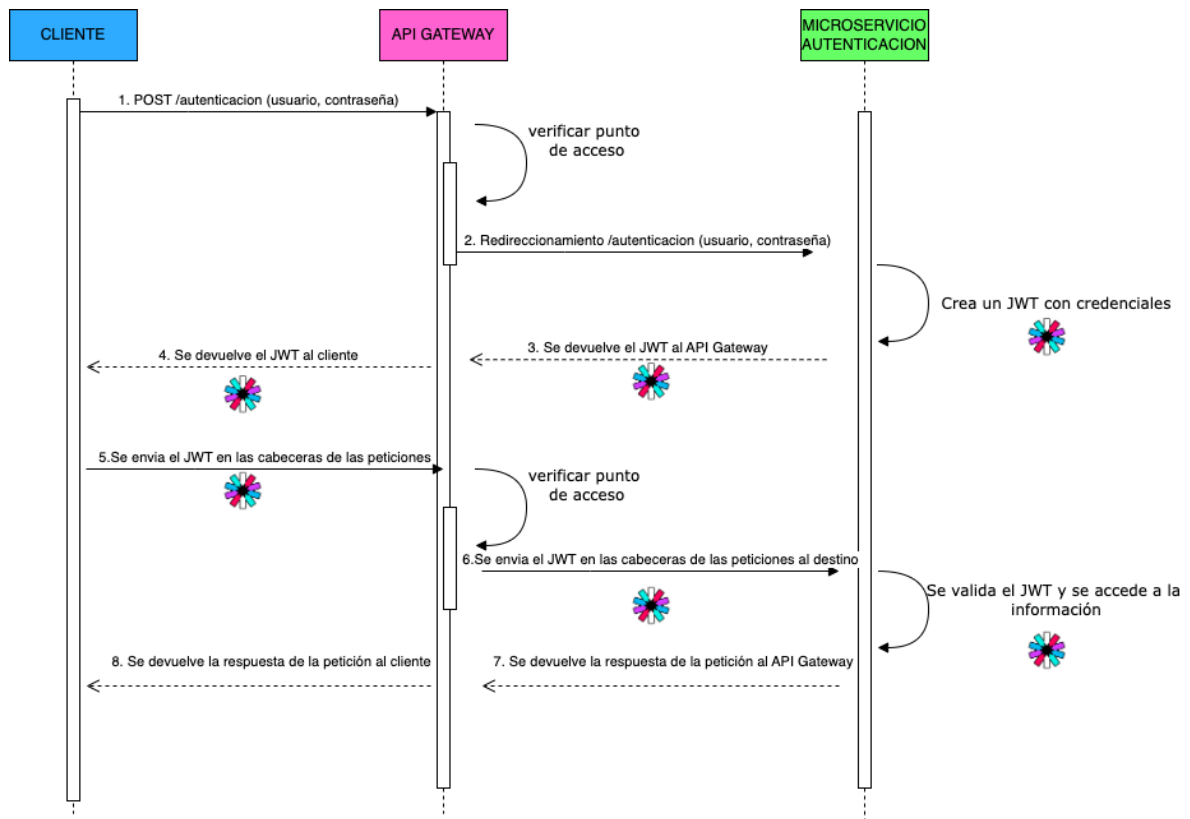 CLIENTE
API GATEWAY
MICROSERVICIO
AUTENTICACION
1. POST /autenticacion (usuario, contraseña)
verificar punto
de acceso
2. Redireccionamiento /autenticacion (usuario, contraseña)
Crea un JWT con credenciales
3. Se devuelve el JWT al API Gateway
4. Se devuelve el JWT al cliente
5.Se envia el JWT en las cabeceras de las peticiones
verificar punto
de acceso
6.Se envia el JWT en las cabeceras de las peticiones al destino
Se valida el JWT y se accede a la
información
7. Se devuelve la respuesta de la petición al API Gateway
8. Se devuelve la respuesta de la petición al cliente